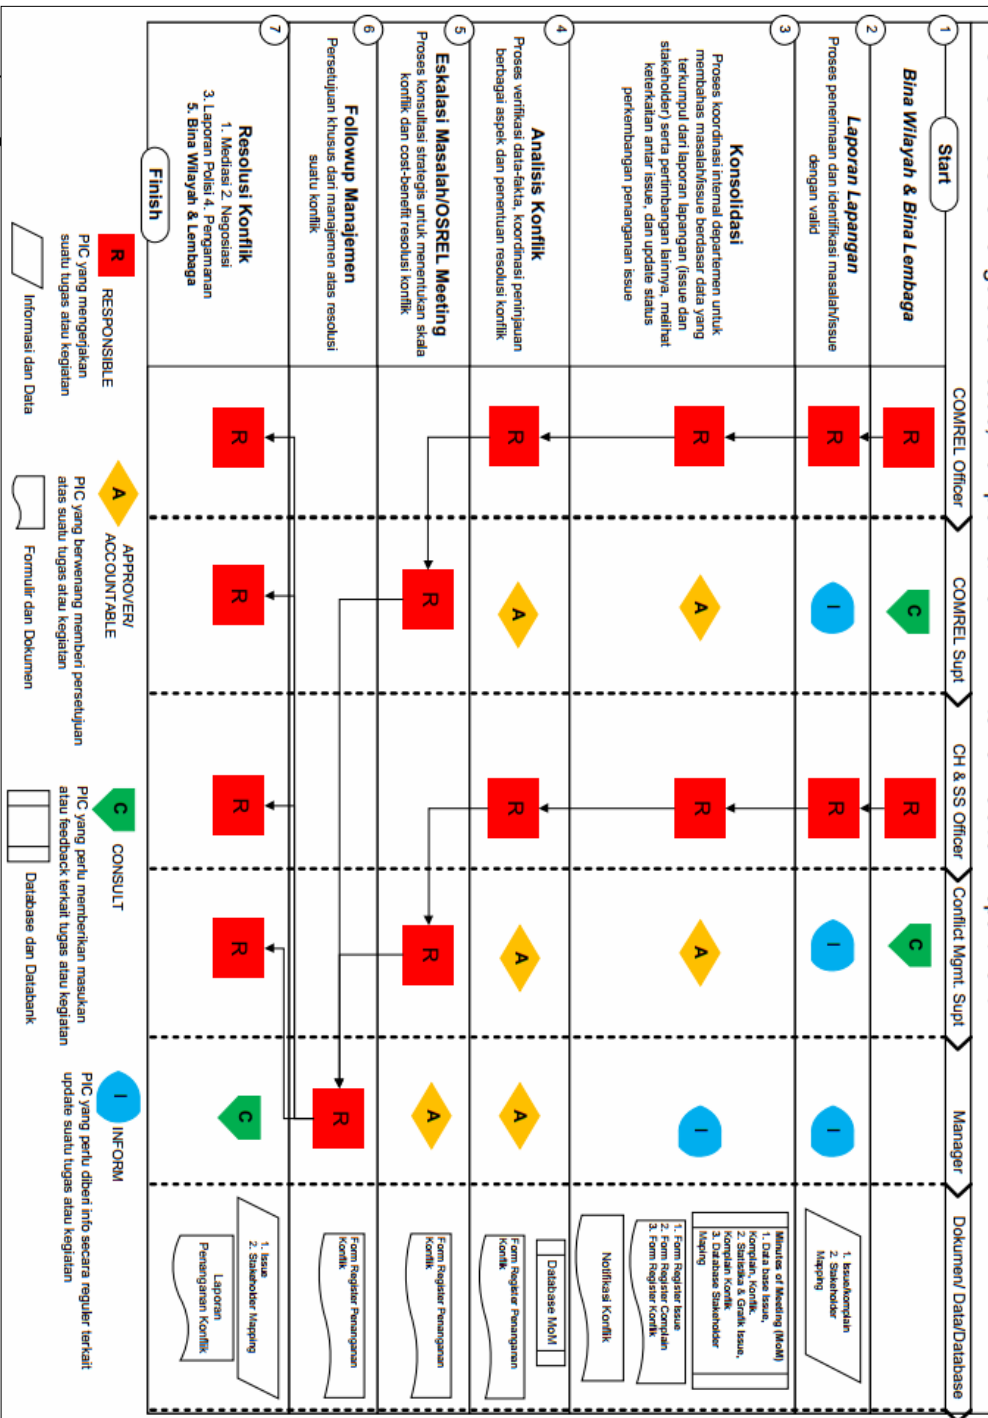 COMREL Officer
COMREL Supt
CH & SS Officer
Conflict Mgmt. Supt
Manager
Dokumen/ Data/Database
1
Start
Bina Wilayah & Bina Lembaga
R
C
R
C
2
Laporan Lapangan
Proses penerimaan dan identifikasi masalah/issue
dengan valid
R
I
R
I
I
1. Issue/komplain
2. Stakeholder
Mapping
3
Konsolidasi
Proses koordinasi internal departemen untuk
membahas masalah/issue berdasar data yang
terkumpul dari laporan lapangan (issue dan
stakeholder) serta pertimbangan lainnya, melihat
keterkaitan antar issue, dan update status
perkembangan penanganan issue
R
A
R
A
I
Minutes of Meeting (MoM)
1. Data base Issue,
Komplain, Konflik,
2. Statistika & Grafik Issue,
Komplain Konflik
3. Database Stakeholder
Maping
1. Form Register Issue
2. Form Register Complain
3. Form Register Konflik
Notifikasi Konflik
4
Analisis Konflik
Proses verifikasi data-fakta, koordinasi peninjauan
berbagai aspek dan penentuan resolusi konflik
R
A
R
A
A
Database MoM
Form Register Penanganan
Konflik
5
Eskalasi Masalah/OSREL Meeting
Proses konsultasi strategis untuk menentukan skala
konflik dan cost-benefit resolusi konflik
R
R
A
Form Register Penanganan
Konflik
6
Followup Manajemen
Persetujuan khusus dari manajemen atas resolusi
suatu konflik
R
Form Register Penanganan
Konflik
7
Resolusi Konflik
1. Mediasi 2. Negosiasi
3. Laporan Polisi 4. Pengamanan
5. Bina Wilayah & Lembaga
R
R
R
R
C
1. Issue
2. Stakeholder Mapping
Laporan
Penanganan Konflik
Finish
R
RESPONSIBLE
PIC yang mengerjakan
suatu tugas atau kegiatan
A
APPROVER/
ACCOUNTABLE
PIC yang berwenang memberi persetujuan
atas suatu tugas atau kegiatan
C
CONSULT
PIC yang perlu memberikan masukan
atau feedback terkait tugas atau kegiatan
I
INFORM
PIC yang perlu diberi info secara reguler terkait
update suatu tugas atau kegiatan
Informasi dan Data
Formulir dan Dokumen
Database dan Databank